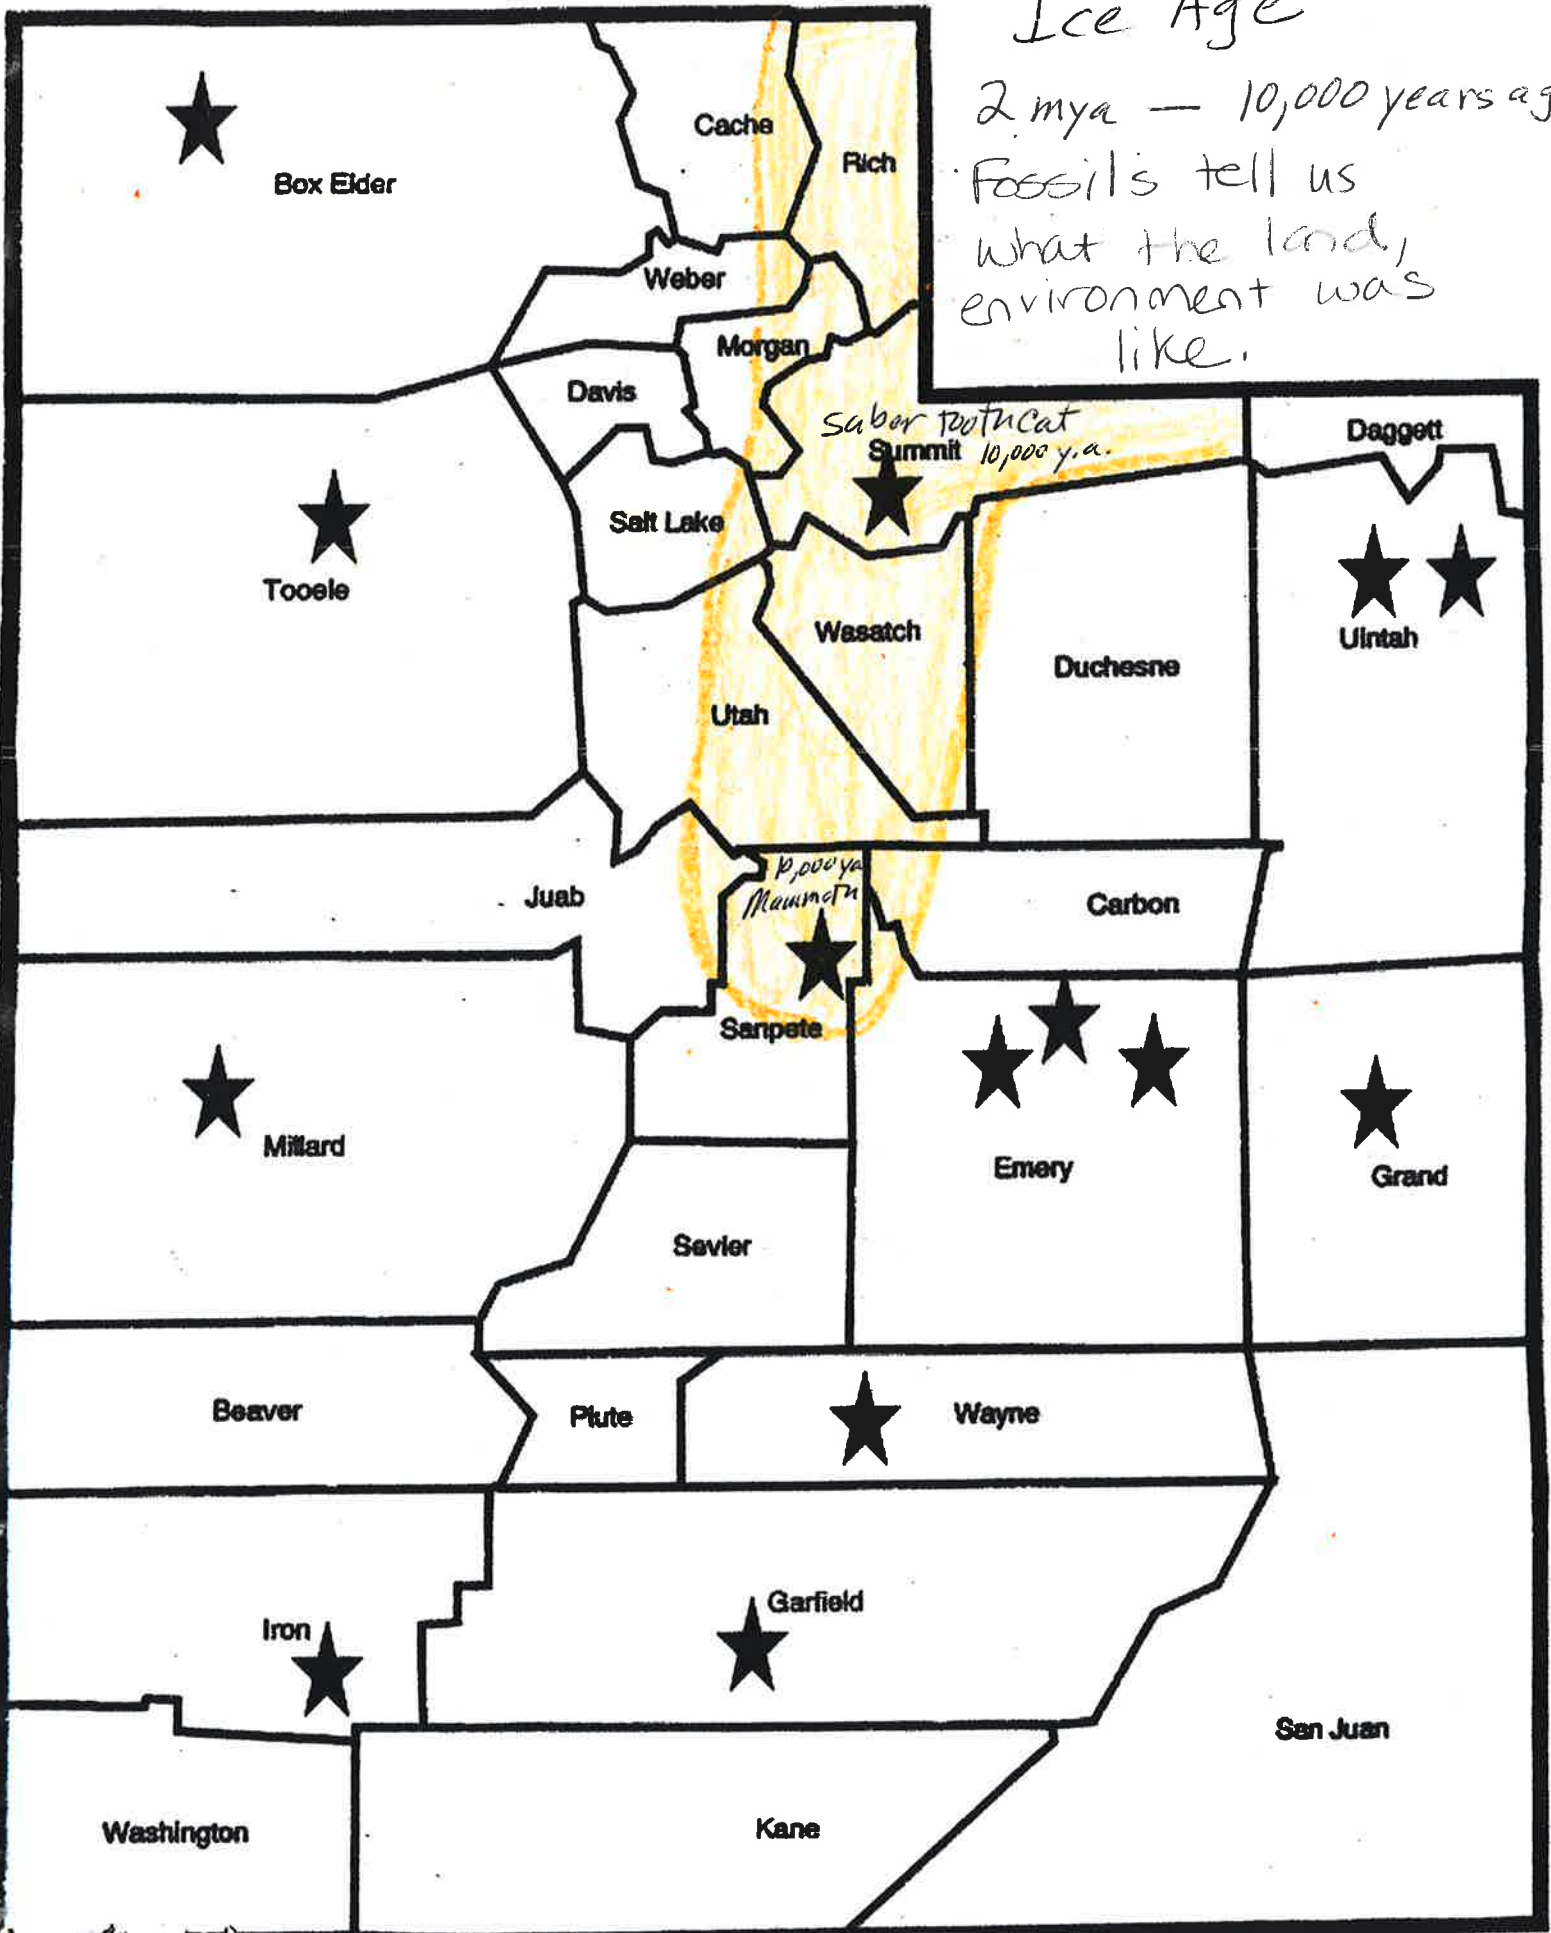 Ice Age
2 mya — 10,000 years ag
Fossils tell us
what the land,
environment was
like.
Cache
Rich
Box Elder
Weber
Morgan
Davis
Saber tooth Cat
Summit 10,000 y.a.
Daggett
Salt Lake
Tooele
Wasatch
Uintah
Duchesne
Utah
10,000 ya
Mammoth
Juab
Carbon
Sanpete
Millard
Emery
Grand
Sevier
Beaver
Piute
Wayne
Garfield
Iron
San Juan
Washington
Kane